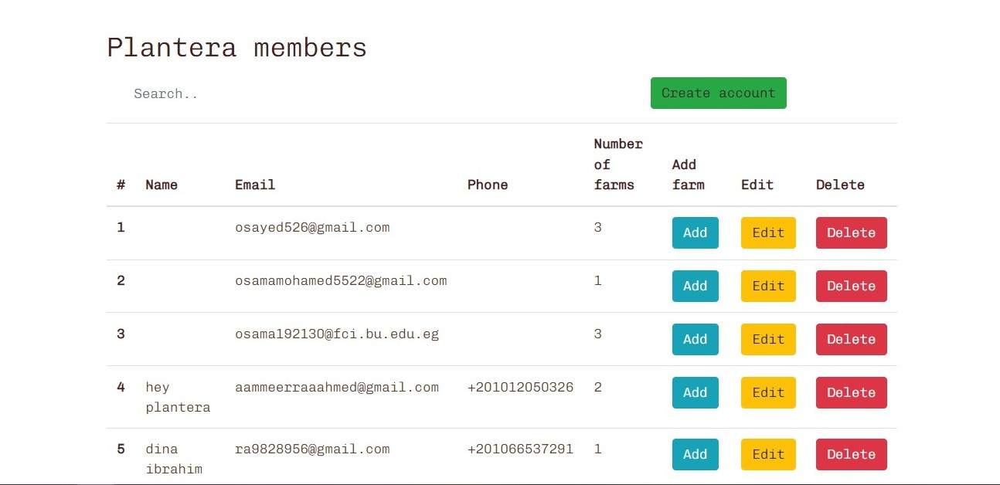 Plantera members
Search.. Create account
Number
of Add
# Name Email Phone farms farm Edit Delete
1 osayed526@gmail.com 3 Add Edit Delete
2 osamamohamed5522@gmail.com 1 Add Edit Delete
3 osama192130@fci.bu.edu.eg 3 Add Edit Delete
4 hey aammeerraaahmed@gmail.com +201012050326 2 Add Edit Delete
plantera
5 dina ra9828956@gmail.com +201066537291 1 Add Edit Delete
ibrahim